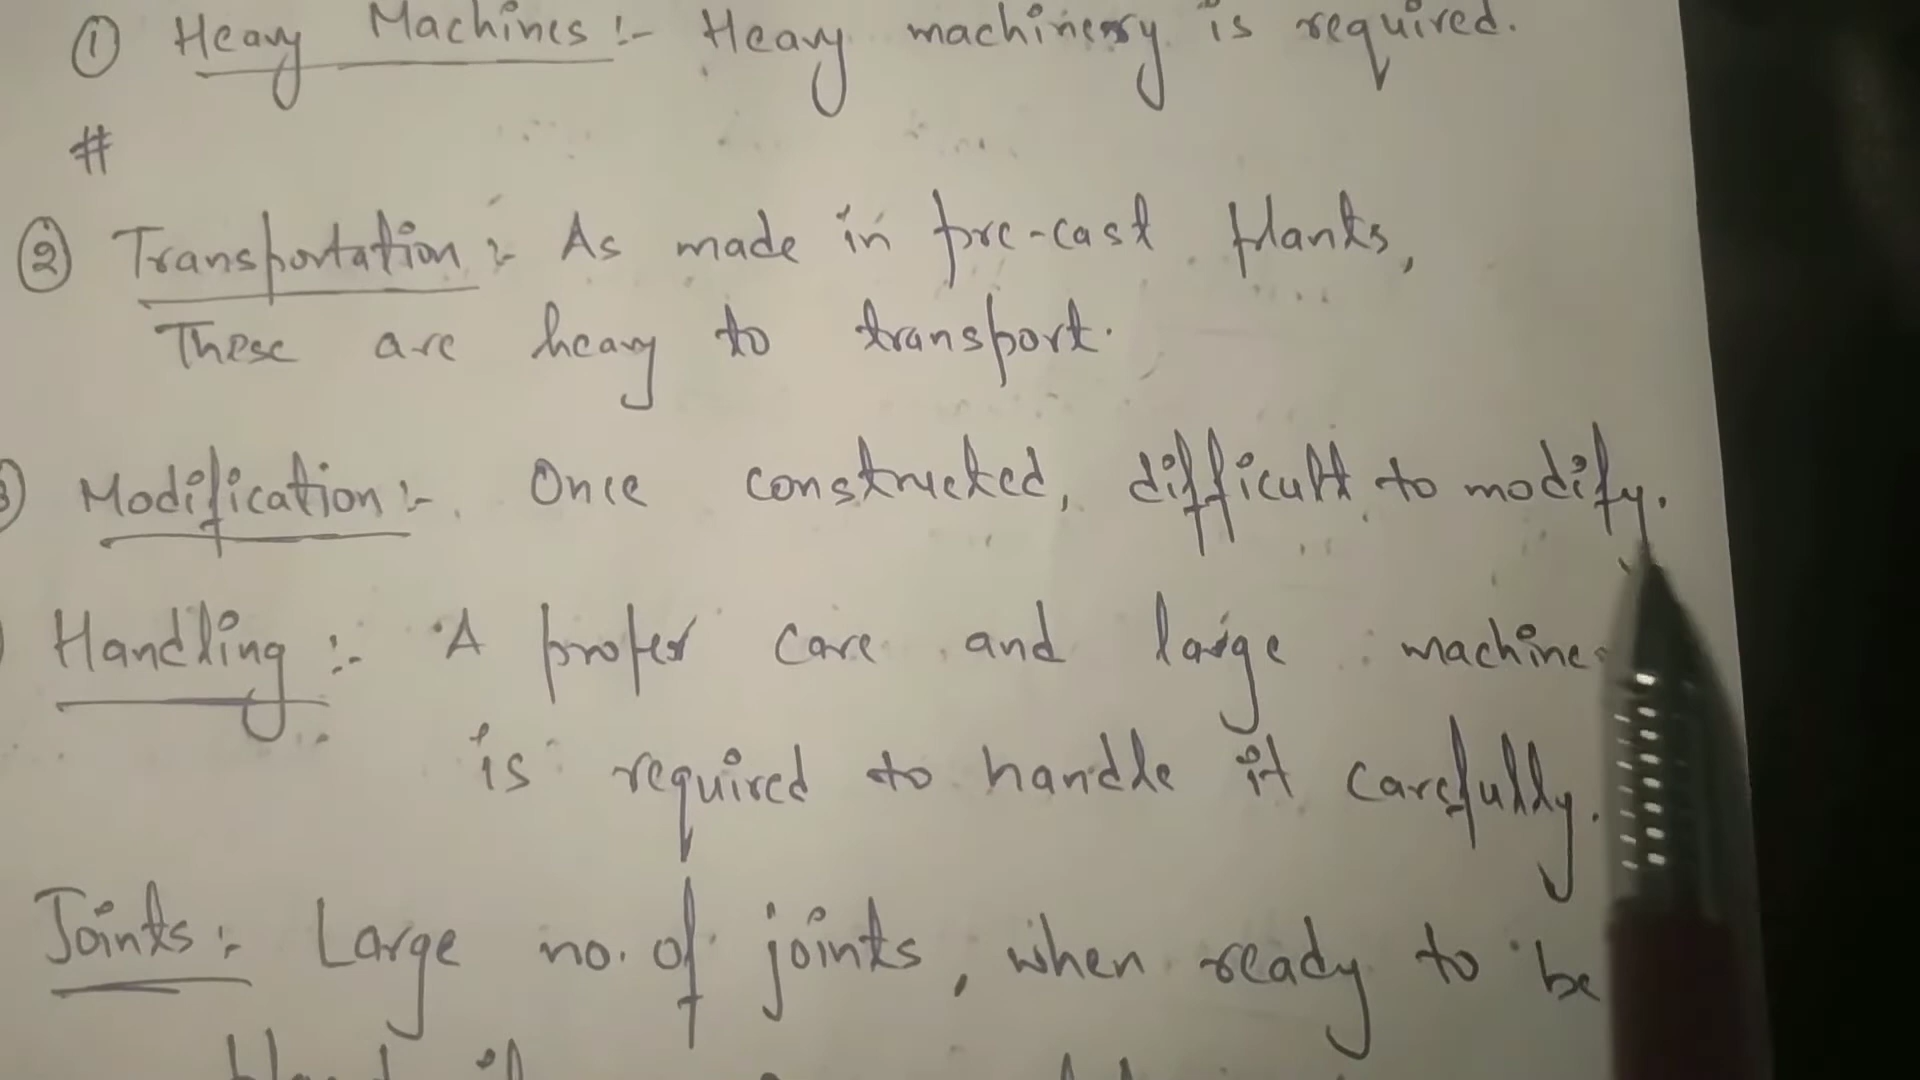 ① Heavy Machines :- Heavy machinery is required.
#
② Transportation :- As made in pre-cast plants,
These are heavy to transport.
Modification :- Once constructed, difficult to modify.
Handling :- A proper care and large machine
is required to handle it carefully.
Joints :- Large no. of joints, when ready to be